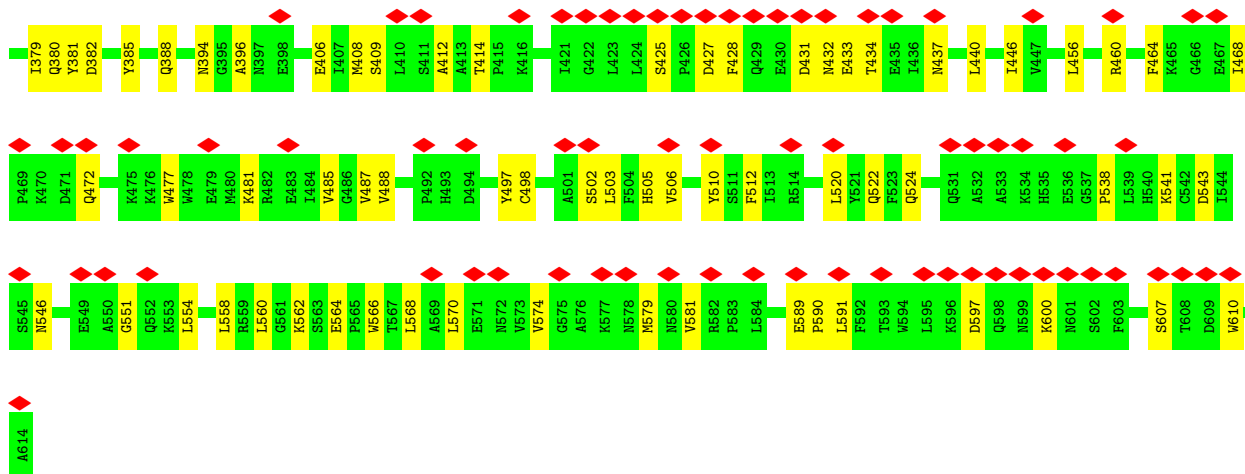 I379 Q380 Y381 D382 Y385 Q388 N394 G395 A396 N397 E398 E406 I407 M408 S409 L410 S411 A412 A413 T414 P415 K416 I421 G422 L423 L424 S425 P426 D427 F428 Q429 E430 D431 N432 E433 T434 E435 I436 N437 L440 I446 V447 L456 R460 F464 K465 G466 E467 I468
P469 K470 D471 Q472 K475 K476 W477 W478 E479 M480 K481 R482 E483 I484 V485 G486 V487 V488 P492 H493 D494 Y497 C498 A501 S502 L503 F504 H505 V506 Y510 S511 F512 I513 R514 L520 Y521 Q522 F523 Q524 Q531 A532 A533 K534 H535 E536 G537 P538 L539 H540 K541 C542 D543 I544
S545 N546 E549 A550 G551 Q552 K553 L554 L558 R559 L560 G561 K562 S563 E564 P565 W566 T567 L568 A569 L570 E571 N572 V573 V574 G575 A576 K577 N578 M579 N580 V581 R582 P583 L584 E589 P590 L591 F592 T593 W594 L595 K596 D597 Q598 N599 K600 N601 S602 F603 S607 T608 D609 W610
A614